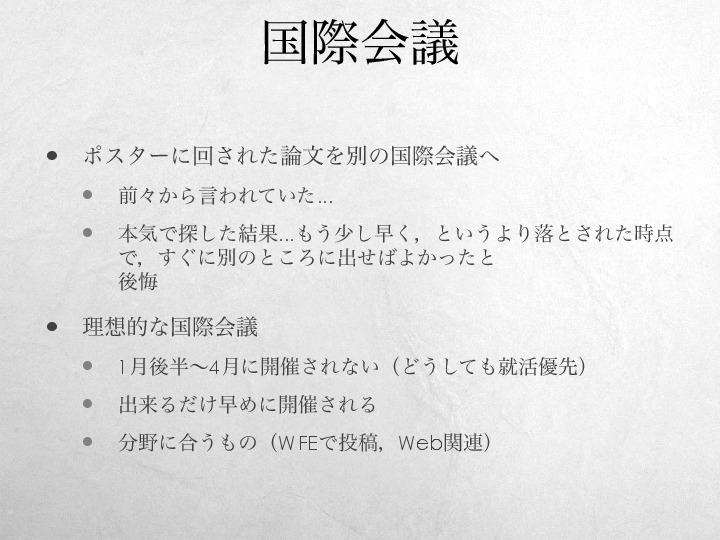 国際会議
• ポスターに回された論文を別の国際会議へ
• 前々から言われていた...
• 本気で探した結果...もう少し早く，というより落とされた時点
で，すぐに別のところに出せばよかったと
後悔
• 理想的な国際会議
• 1月後半〜4月に開催されない（どうしても就活優先）
• 出来るだけ早めに開催される
• 分野に合うもの（WFEで投稿，Web関連）